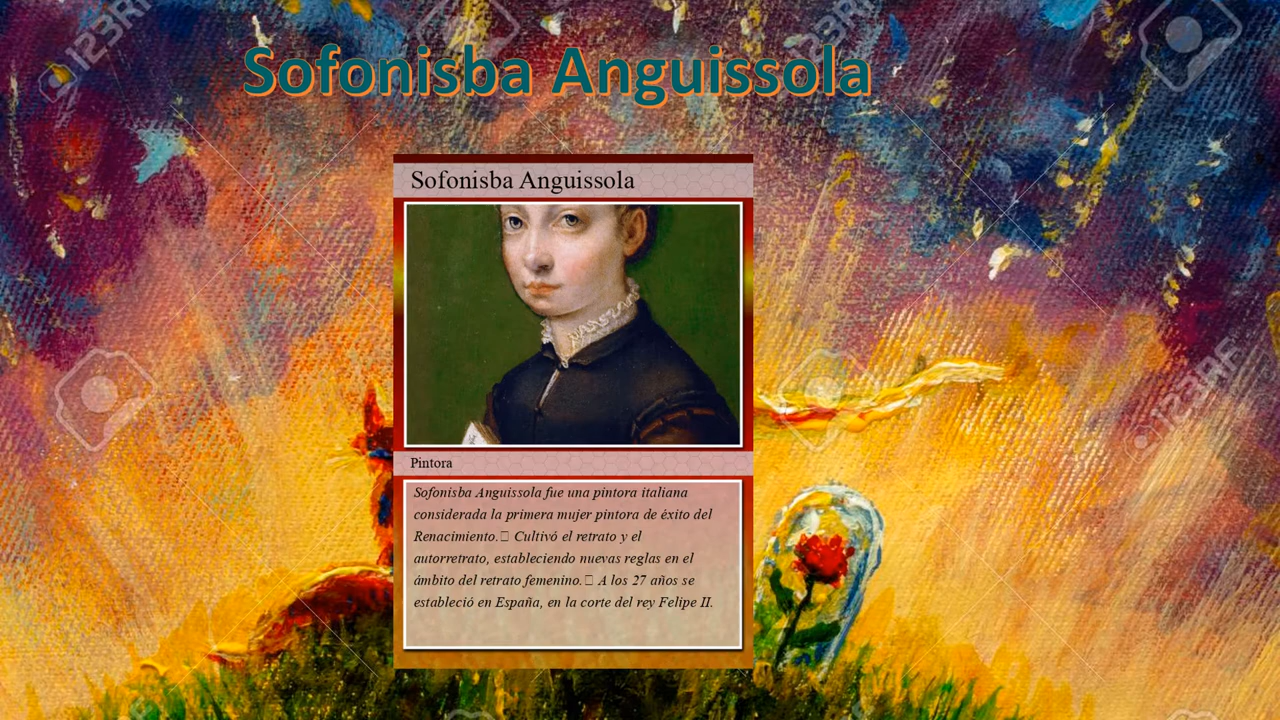 123RF
Sofonisba Anguissola
Sofonisba Anguissola
Pintora
Sofonisba Anguissola fue una pintora italiana
considerada la primera mujer pintora de éxito del
Renacimiento.□ Cultivó el retrato y el
autorretrato, estableciendo nuevas reglas en el
ámbito del retrato femenino.□ A los 27 años se
estableció en España, en la corte del rey Felipe II.
123RF